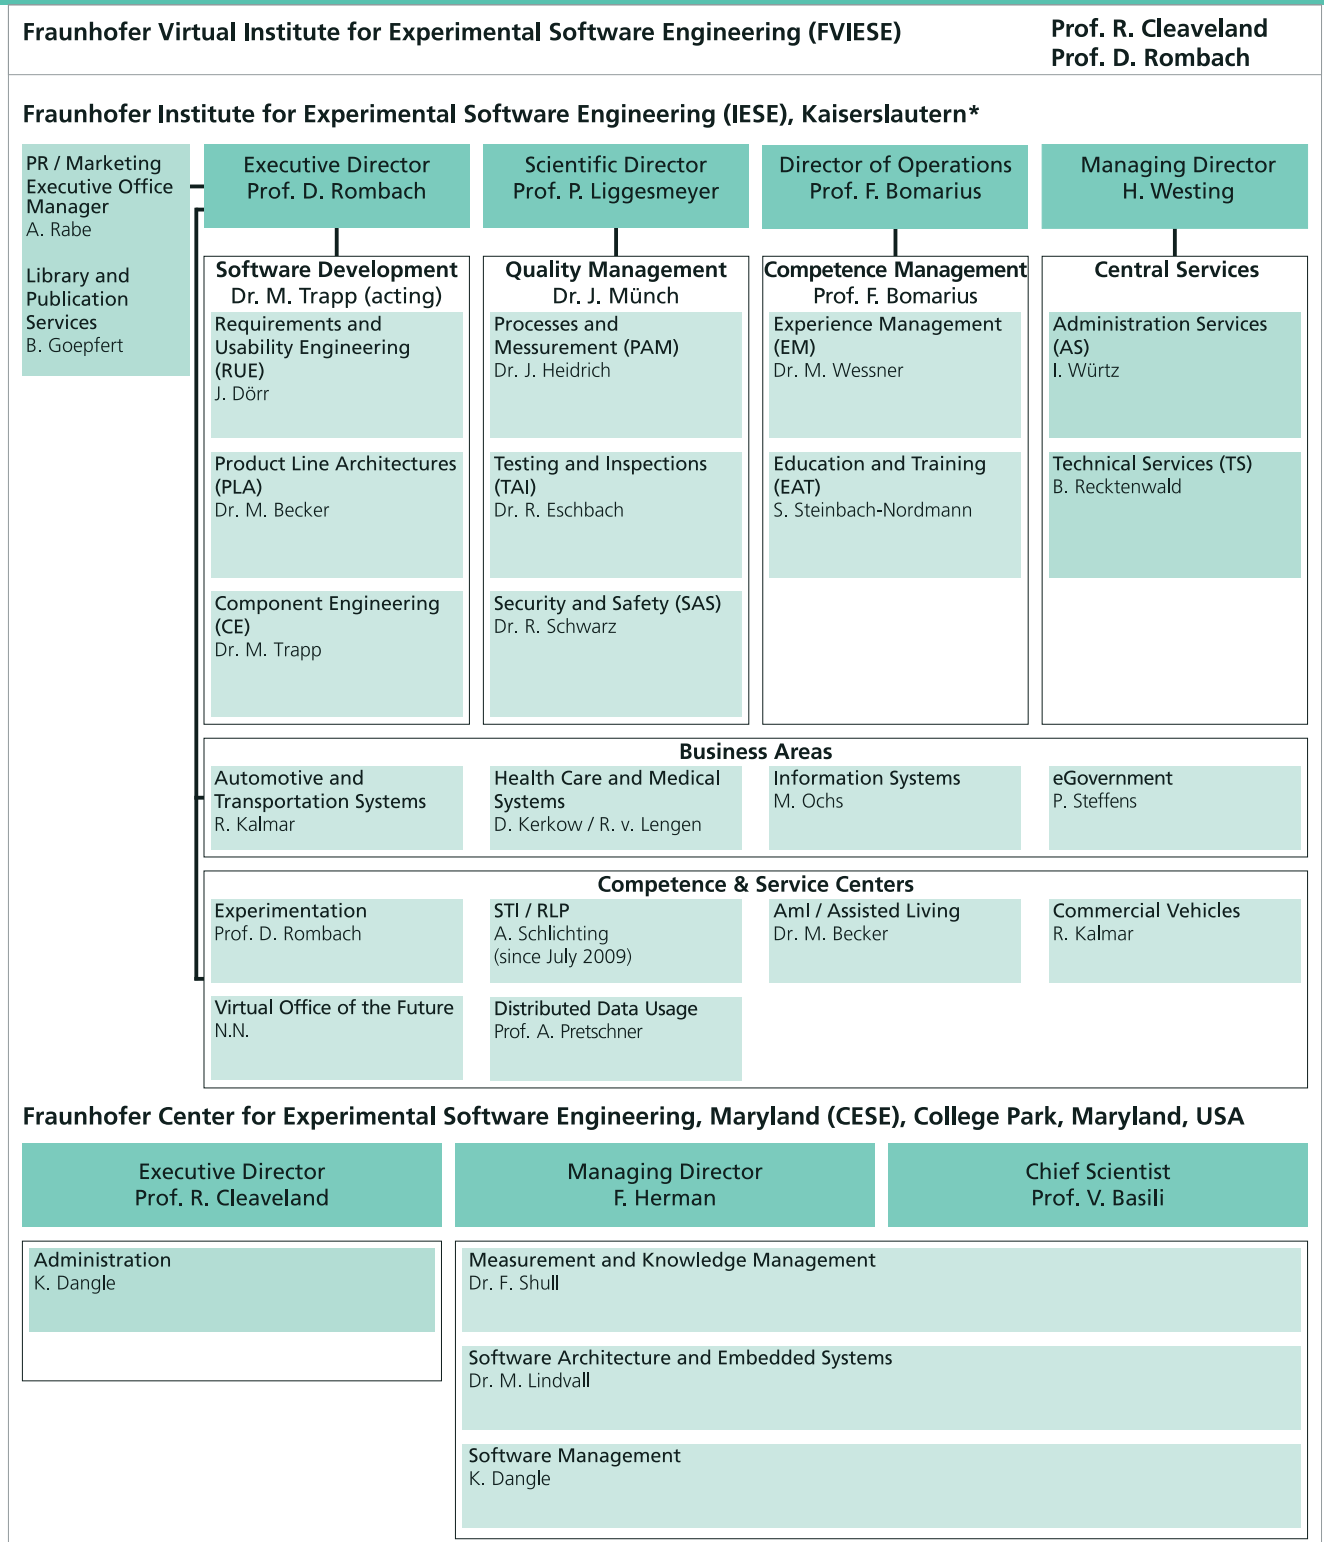 Fraunhofer Virtual Institute for Experimental Software Engineering (FVIESE)
Prof. R. Cleaveland
Prof. D. Rombach
Fraunhofer Institute for Experimental Software Engineering (IESE), Kaiserslautern*
PR / Marketing
Executive Office
Manager
A. Rabe
Library and
Publication
Services
B. Goepfert
Executive Director
Prof. D. Rombach
Scientific Director
Prof. P. Liggesmeyer
Director of Operations
Prof. F. Bomarius
Managing Director
H. Westing
Software Development
Dr. M. Trapp (acting)
Requirements and
Usability Engineering
(RUE)
J. Dörr
Product Line Architectures
(PLA)
Dr. M. Becker
Component Engineering
(CE)
Dr. M. Trapp
Quality Management
Dr. J. Münch
Processes and
Messurement (PAM)
Dr. J. Heidrich
Testing and Inspections
(TAI)
Dr. R. Eschbach
Security and Safety (SAS)
Dr. R. Schwarz
Competence Management
Prof. F. Bomarius
Experience Management
(EM)
Dr. M. Wessner
Education and Training
(EAT)
S. Steinbach-Nordmann
Central Services
Administration Services
(AS)
I. Würtz
Technical Services (TS)
B. Recktenwald
Business Areas
Automotive and
Transportation Systems
R. Kalmar
Health Care and Medical
Systems
D. Kerkow / R. v. Lengen
Information Systems
M. Ochs
eGovernment
P. Steffens
Competence & Service Centers
Experimentation
Prof. D. Rombach
STI / RLP
A. Schlichting
(since July 2009)
AmI / Assisted Living
Dr. M. Becker
Commercial Vehicles
R. Kalmar
Virtual Office of the Future
N.N.
Distributed Data Usage
Prof. A. Pretschner
Fraunhofer Center for Experimental Software Engineering, Maryland (CESE), College Park, Maryland, USA
Executive Director
Prof. R. Cleaveland
Managing Director
F. Herman
Chief Scientist
Prof. V. Basili
Administration
K. Dangle
Measurement and Knowledge Management
Dr. F. Shull
Software Architecture and Embedded Systems
Dr. M. Lindvall
Software Management
K. Dangle